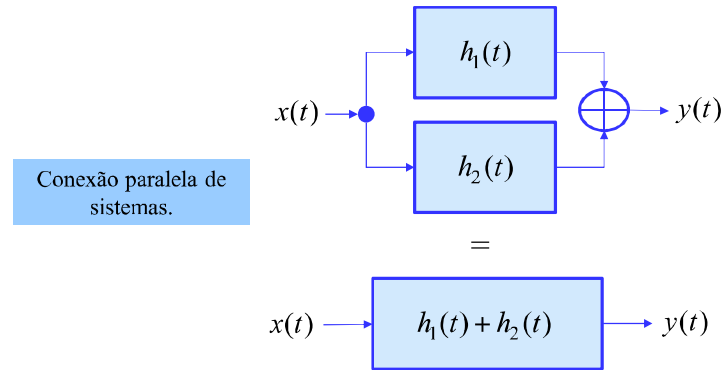 h₁(t)
x(t)
y(t)
h₂(t)
Conexão paralela de
sistemas.
=
x(t)
h₁(t) + h₂(t)
y(t)